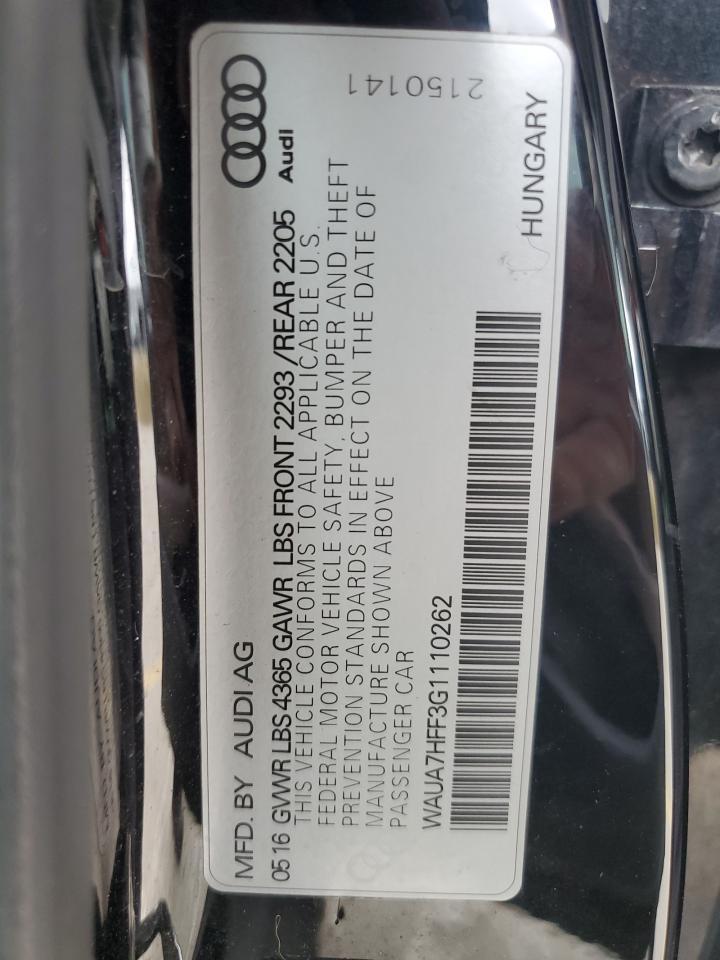 MFD. BY AUDI AG
Audi
0516 GVWR LBS 4365 GAWR LBS FRONT 2293 /REAR 2205
THIS VEHICLE CONFORMS TO ALL APPLICABLE U.S.
FEDERAL MOTOR VEHICLE SAFETY, BUMPER AND THEFT
PREVENTION STANDARDS IN EFFECT ON THE DATE OF
MANUFACTURE SHOWN ABOVE
PASSENGER CAR
2150141
WAUA7HFF3G1110262
HUNGARY